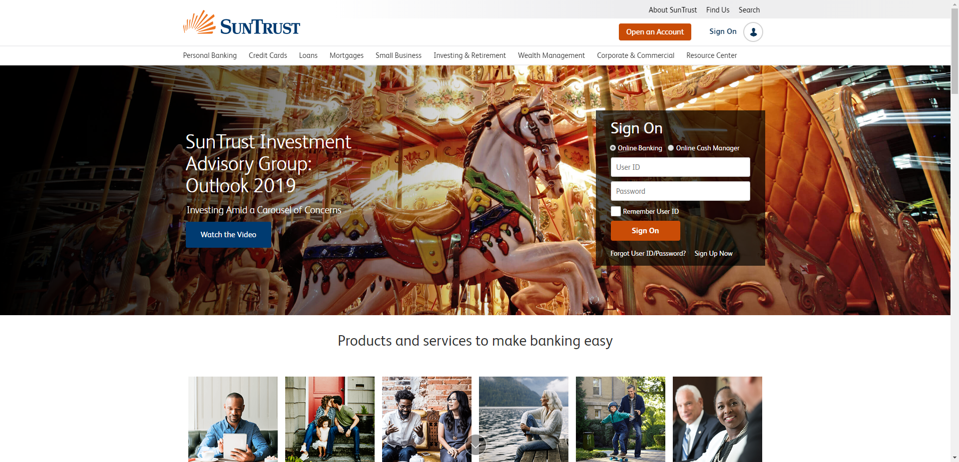 About SunTrust Find Us Search
SUNTRUST
Open an Account Sign On
Personal Banking Credit Cards Loans Mortgages Small Business Investing & Retirement Wealth Management Corporate & Commercial Resource Center
SunTrust Investment
Advisory Group:
Outlook 2019
Investing Amid a Carousel of Concerns
Watch the Video
Sign On
Online Banking Online Cash Manager
User ID
Password
Remember User ID
Sign On
Forgot User ID/Password? Sign Up Now
Products and services to make banking easy